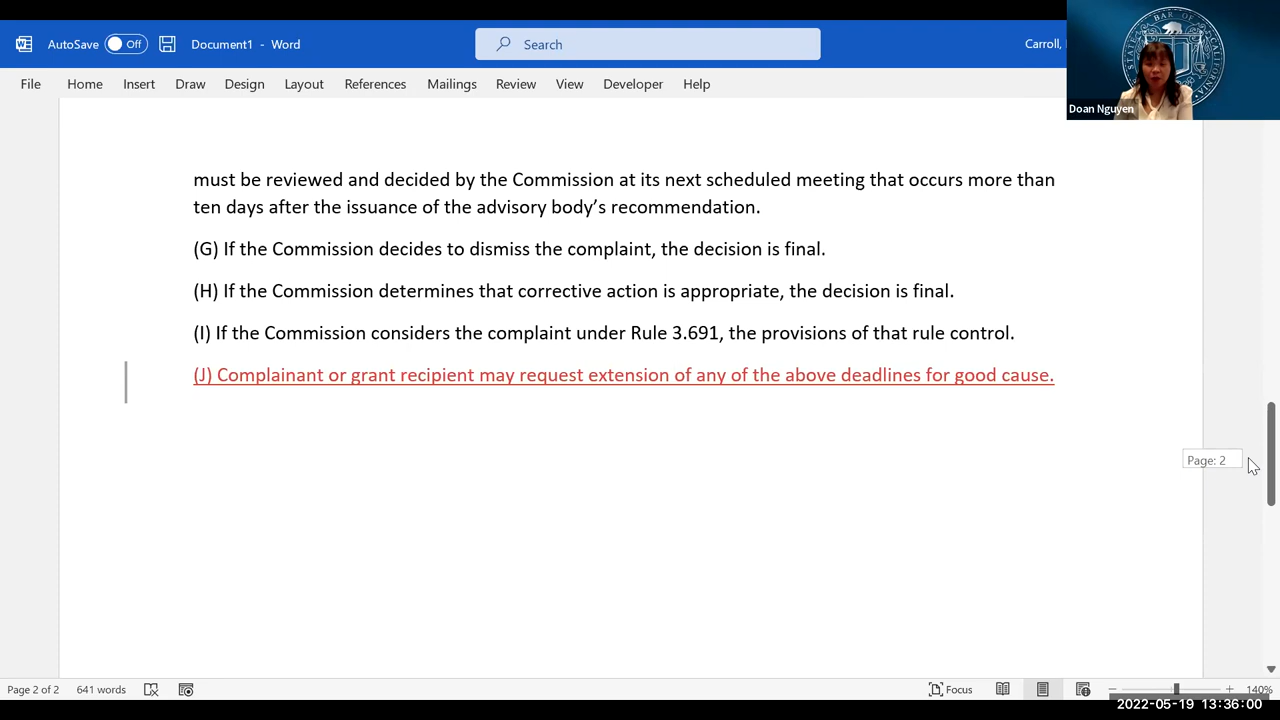 AutoSave Off Document1 - Word Search Carroll,
STATE BAR OF CALIFORNIA
Doan Nguyen
File Home Insert Draw Design Layout References Mailings Review View Developer Help
must be reviewed and decided by the Commission at its next scheduled meeting that occurs more than
ten days after the issuance of the advisory body’s recommendation.
(G) If the Commission decides to dismiss the complaint, the decision is final.
(H) If the Commission determines that corrective action is appropriate, the decision is final.
(I) If the Commission considers the complaint under Rule 3.691, the provisions of that rule control.
(J) Complainant or grant recipient may request extension of any of the above deadlines for good cause.
Page: 2
Page 2 of 2 641 words Focus 140%
2022-05-19 13:36:00